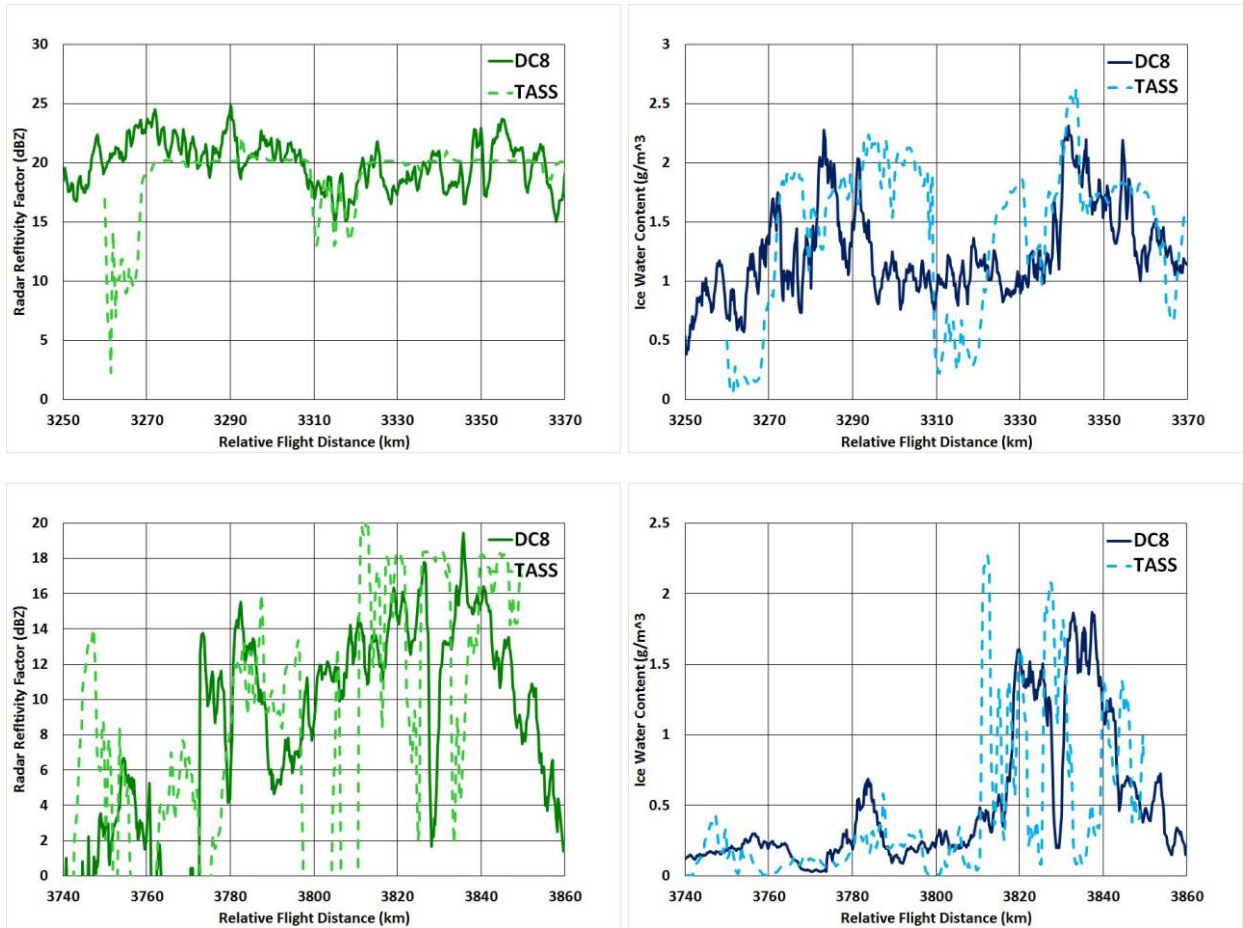 30
25
20
15
10
5
0
Radar Refltivity Factor (dBZ)
DC8
TASS
3250 3270 3290 3310 3330 3350 3370
Relative Flight Distance (km)
3
2.5
2
1.5
1
0.5
0
Ice Water Content (g/m^3
DC8
TASS
3250 3270 3290 3310 3330 3350 3370
Relative Flight Distance (km)
20
18
16
14
12
10
8
6
4
2
0
Radar Refltivity Factor (dBZ)
DC8
TASS
3740 3760 3780 3800 3820 3840 3860
Relative Flight Distance (km)
2.5
2
1.5
1
0.5
0
Ice Water Content (g/m^3
DC8
TASS
3740 3760 3780 3800 3820 3840 3860
Relative Flight Distance (km)